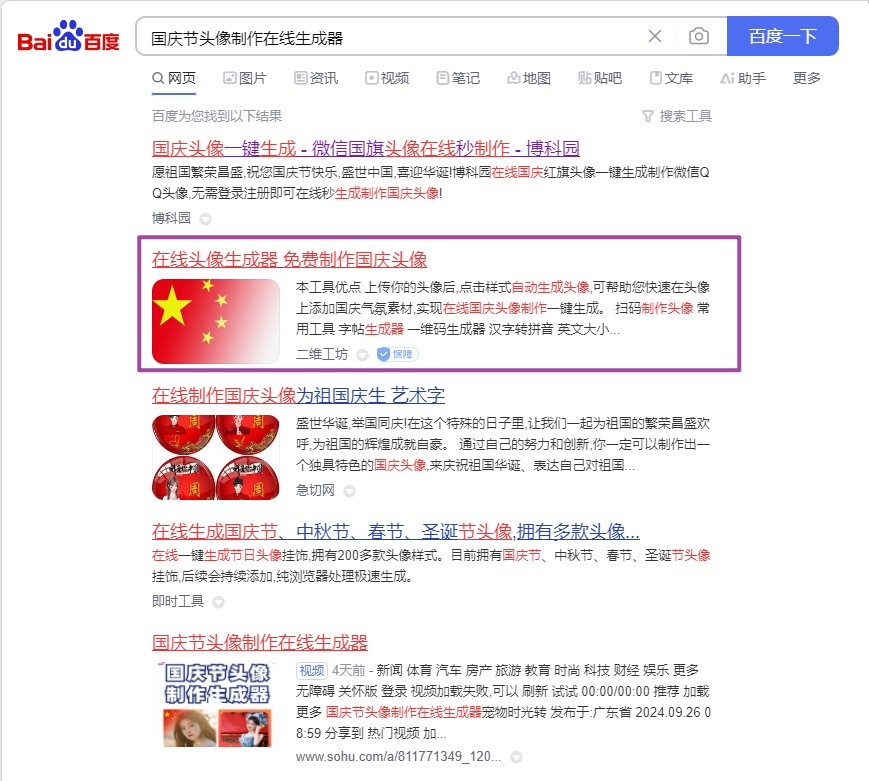 Bai du 百度
国庆节头像制作在线生成器
百度一下
网页 图片 资讯 视频 笔记 地图 贴吧 文库 助手 更多
百度为您找到以下结果 搜索工具
国庆头像一键生成 - 微信国旗头像在线秒制作 - 博科园
愿祖国繁荣昌盛,祝您国庆节快乐,盛世中国,喜迎华诞!博科园在线国庆红旗头像一键生成制作微信Q
Q头像,无需登录注册即可在线秒生成制作国庆头像!
博科园
在线头像生成器 免费制作国庆头像
本工具优点 上传你的头像后,点击样式自动生成头像,可帮助您快速在头像
上添加国庆气氛素材,实现在线国庆头像制作一键生成。 扫码制作头像 常
用工具 字帖生成器 一维码生成器 汉字转拼音 英文大小...
二维工坊 保障
在线制作国庆头像为祖国庆生 艺术字
盛世华诞,举国同庆!在这个特殊的日子里,让我们一起为祖国的繁荣昌盛欢
呼,为祖国的辉煌成就自豪。 通过自己的努力和创新,你一定可以制作出一
个独具特色的国庆头像,来庆祝祖国华诞、表达自己对祖国...
急切网
在线生成国庆节、中秋节、春节、圣诞节头像,拥有多款头像...
在线一键生成节日头像挂饰,拥有200多款头像样式。目前拥有国庆节、中秋节、春节、圣诞节头像
挂饰,后续会持续添加,纯浏览器处理极速生成。
即时工具
国庆节头像制作在线生成器
国庆节头像
制作生成器
视频 4天前 - 新闻 体育 汽车 房产 旅游 教育 时尚 科技 财经 娱乐 更多
无障碍 关怀版 登录 视频加载失败,可以 刷新 试试 00:00/00:00 推荐 加载
更多 国庆节头像制作在线生成器宠物时光转 发布于:广东省 2024.09.26 0
8:59 分享到 热门视频 加...
www.sohu.com/a/811771349_120...